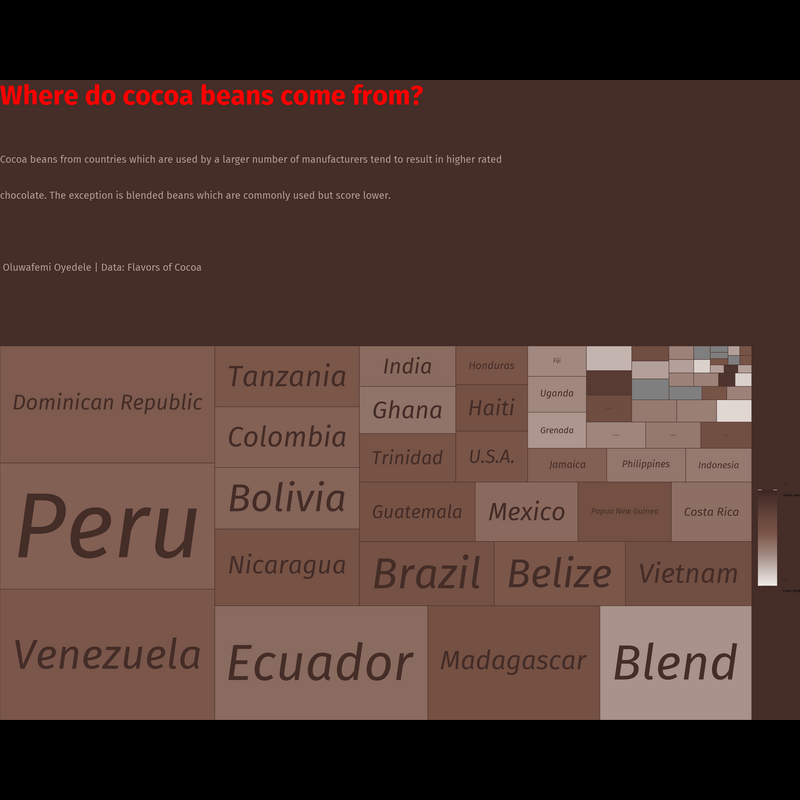 Where do cocoa beans come from?
Cocoa beans from countries which are used by a larger number of manufacturers tend to result in higher rated
chocolate. The exception is blended beans which are commonly used but score lower.
Oluwafemi Oyedele | Data: Flavors of Cocoa
Dominican Republic
Peru
Venezuela
Tanzania
Colombia
Bolivia
Nicaragua
Ecuador
Madagascar
Blend
India
Ghana
Trinidad
Honduras
Haiti
U.S.A.
Fiji
Uganda
Grenada
Jamaica
Philippines
Indonesia
Guatemala
Mexico
Papua New Guinea
Costa Rica
Brazil
Belize
Vietnam